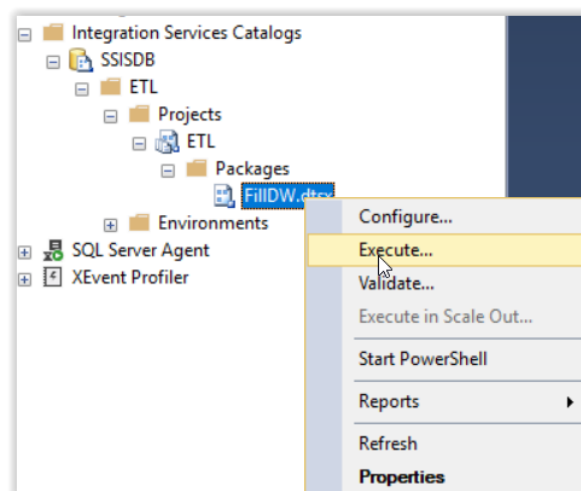 Integration Services Catalogs
SSISDB
ETL
Projects
ETL
Packages
FillDW.dtsx
Environments
SQL Server Agent
XEvent Profiler
Configure...
Execute...
Validate...
Execute in Scale Out...
Start PowerShell
Reports
Refresh
Properties